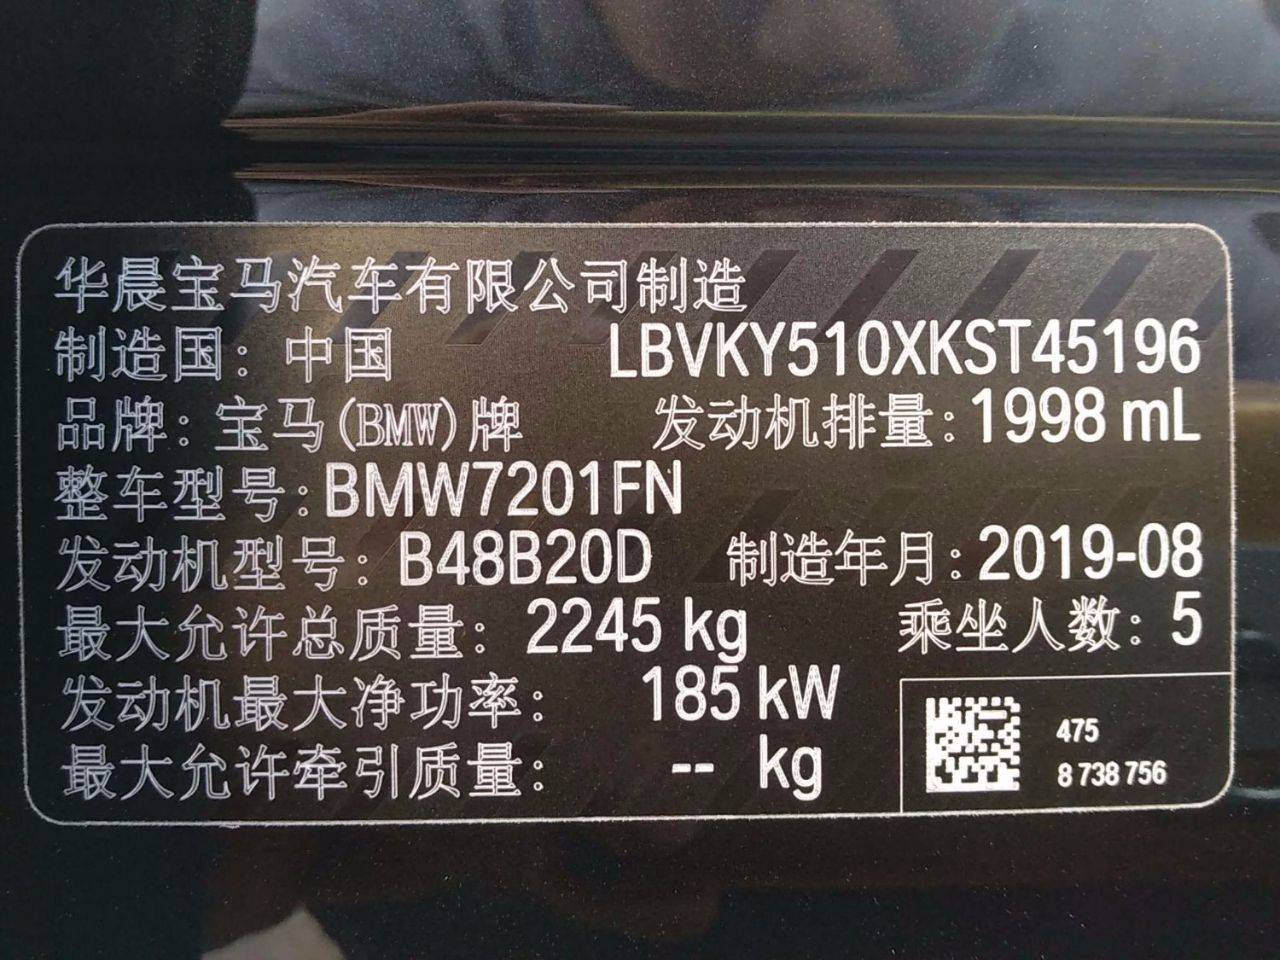 华晨宝马汽车有限公司制造
制造国：中国 LBVKY510XKST45196
品牌：宝马(BMW)牌 发动机排量：1998 mL
整车型号：BMW7201FN
发动机型号：B48B20D 制造年月：2019-08
最大允许总质量：2245 kg 乘坐人数：5
发动机最大净功率：185 kW
最大允许牵引质量：-- kg
475
8 738 756